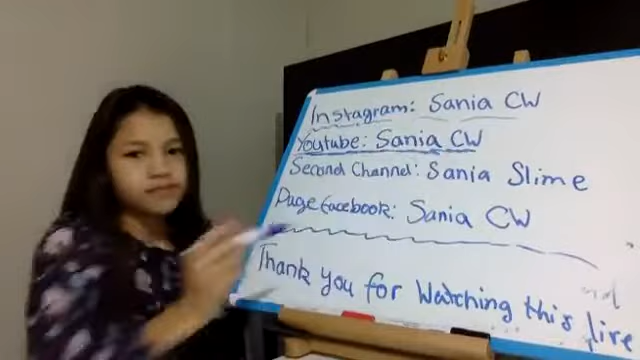 Instagram: Sania CW
Youtube: Sania CW
Second Channel: Sania Slime
Page Facebook: Sania CW
Thank you for watching this live